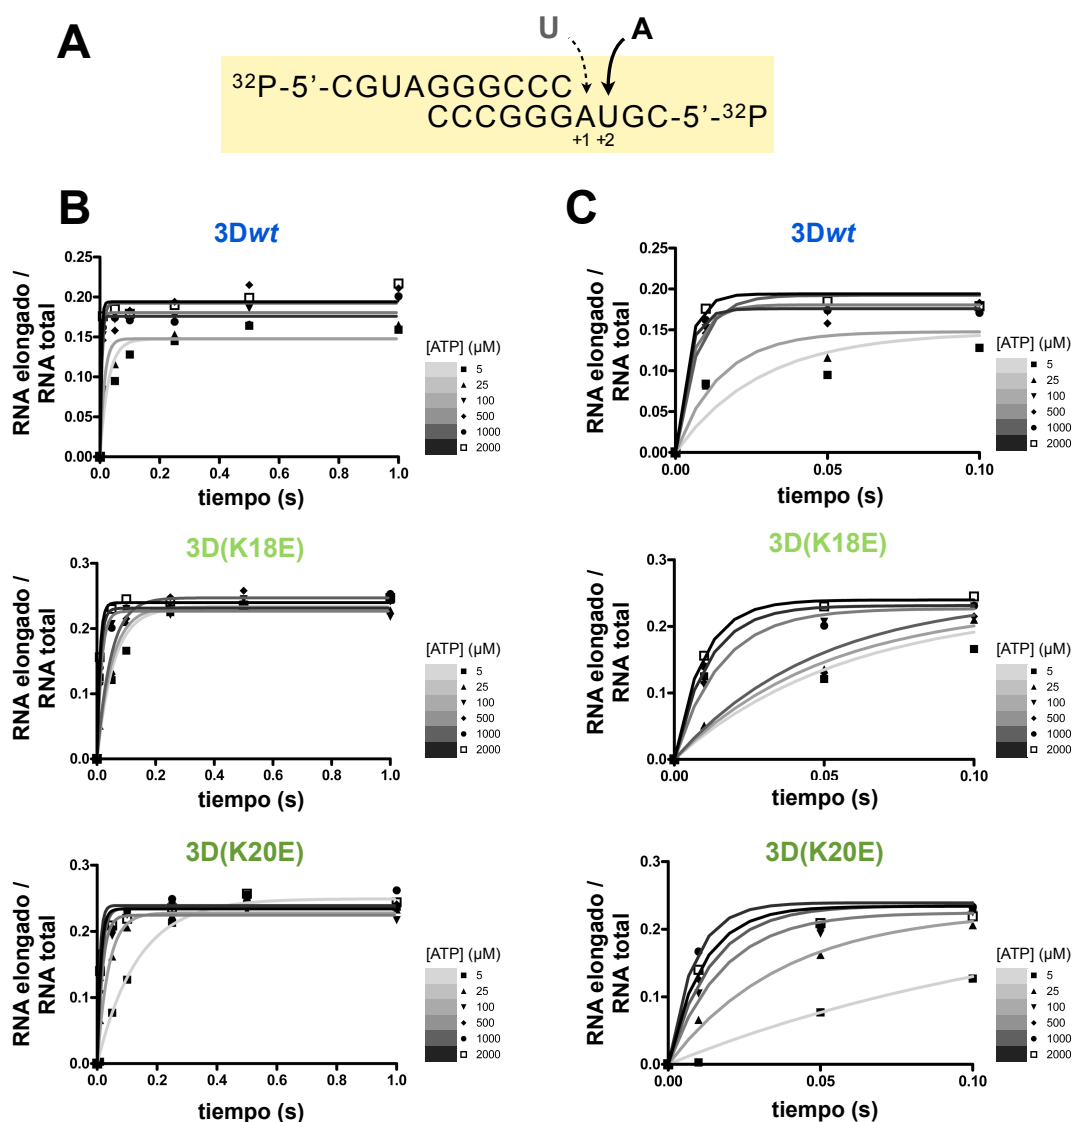 A
U
A
³²P-5’-CGUAGGGCCC
CCCGGGAUGC-5’-³²P
+1 +2
B
3Dwt
RNA elongado /
RNA total
0.25
0.20
0.15
0.10
0.05
0.00
0.0 0.2 0.4 0.6 0.8 1.0
tiempo (s)
[ATP] (µM)
5
25
100
500
1000
2000
3D(K18E)
RNA elongado /
RNA total
0.3
0.2
0.1
0.0
0.0 0.2 0.4 0.6 0.8 1.0
tiempo (s)
[ATP] (µM)
5
25
100
500
1000
2000
3D(K20E)
RNA elongado /
RNA total
0.3
0.2
0.1
0.0
0.0 0.2 0.4 0.6 0.8 1.0
tiempo (s)
[ATP] (µM)
5
25
100
500
1000
2000
C
3Dwt
RNA elongado /
RNA total
0.25
0.20
0.15
0.10
0.05
0.00
0.00 0.05 0.10
tiempo (s)
[ATP] (µM)
5
25
100
500
1000
2000
3D(K18E)
RNA elongado /
RNA total
0.3
0.2
0.1
0.0
0.00 0.05 0.10
tiempo (s)
[ATP] (µM)
5
25
100
500
1000
2000
3D(K20E)
RNA elongado /
RNA total
0.3
0.2
0.1
0.0
0.00 0.05 0.10
tiempo (s)
[ATP] (µM)
5
25
100
500
1000
2000